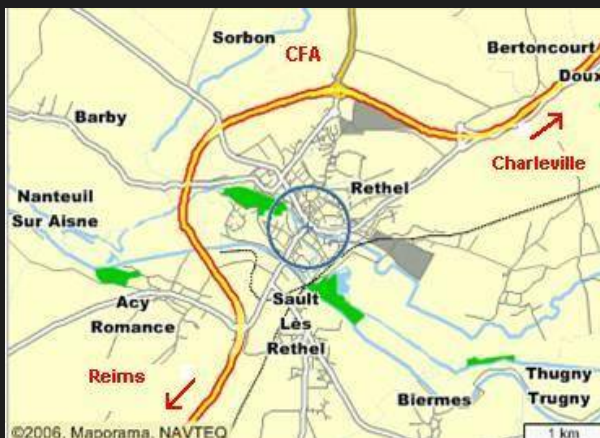 Sorbon
CFA
Bertoncourt
Doux
Barby
Charleville
Rethel
Nanteuil
Sur Aisne
Acy
Romance
Sault
Lès
Rethel
Reims
Thugny
Trugny
Biermes
©2006, Maporama, NAVTEQ
1 km